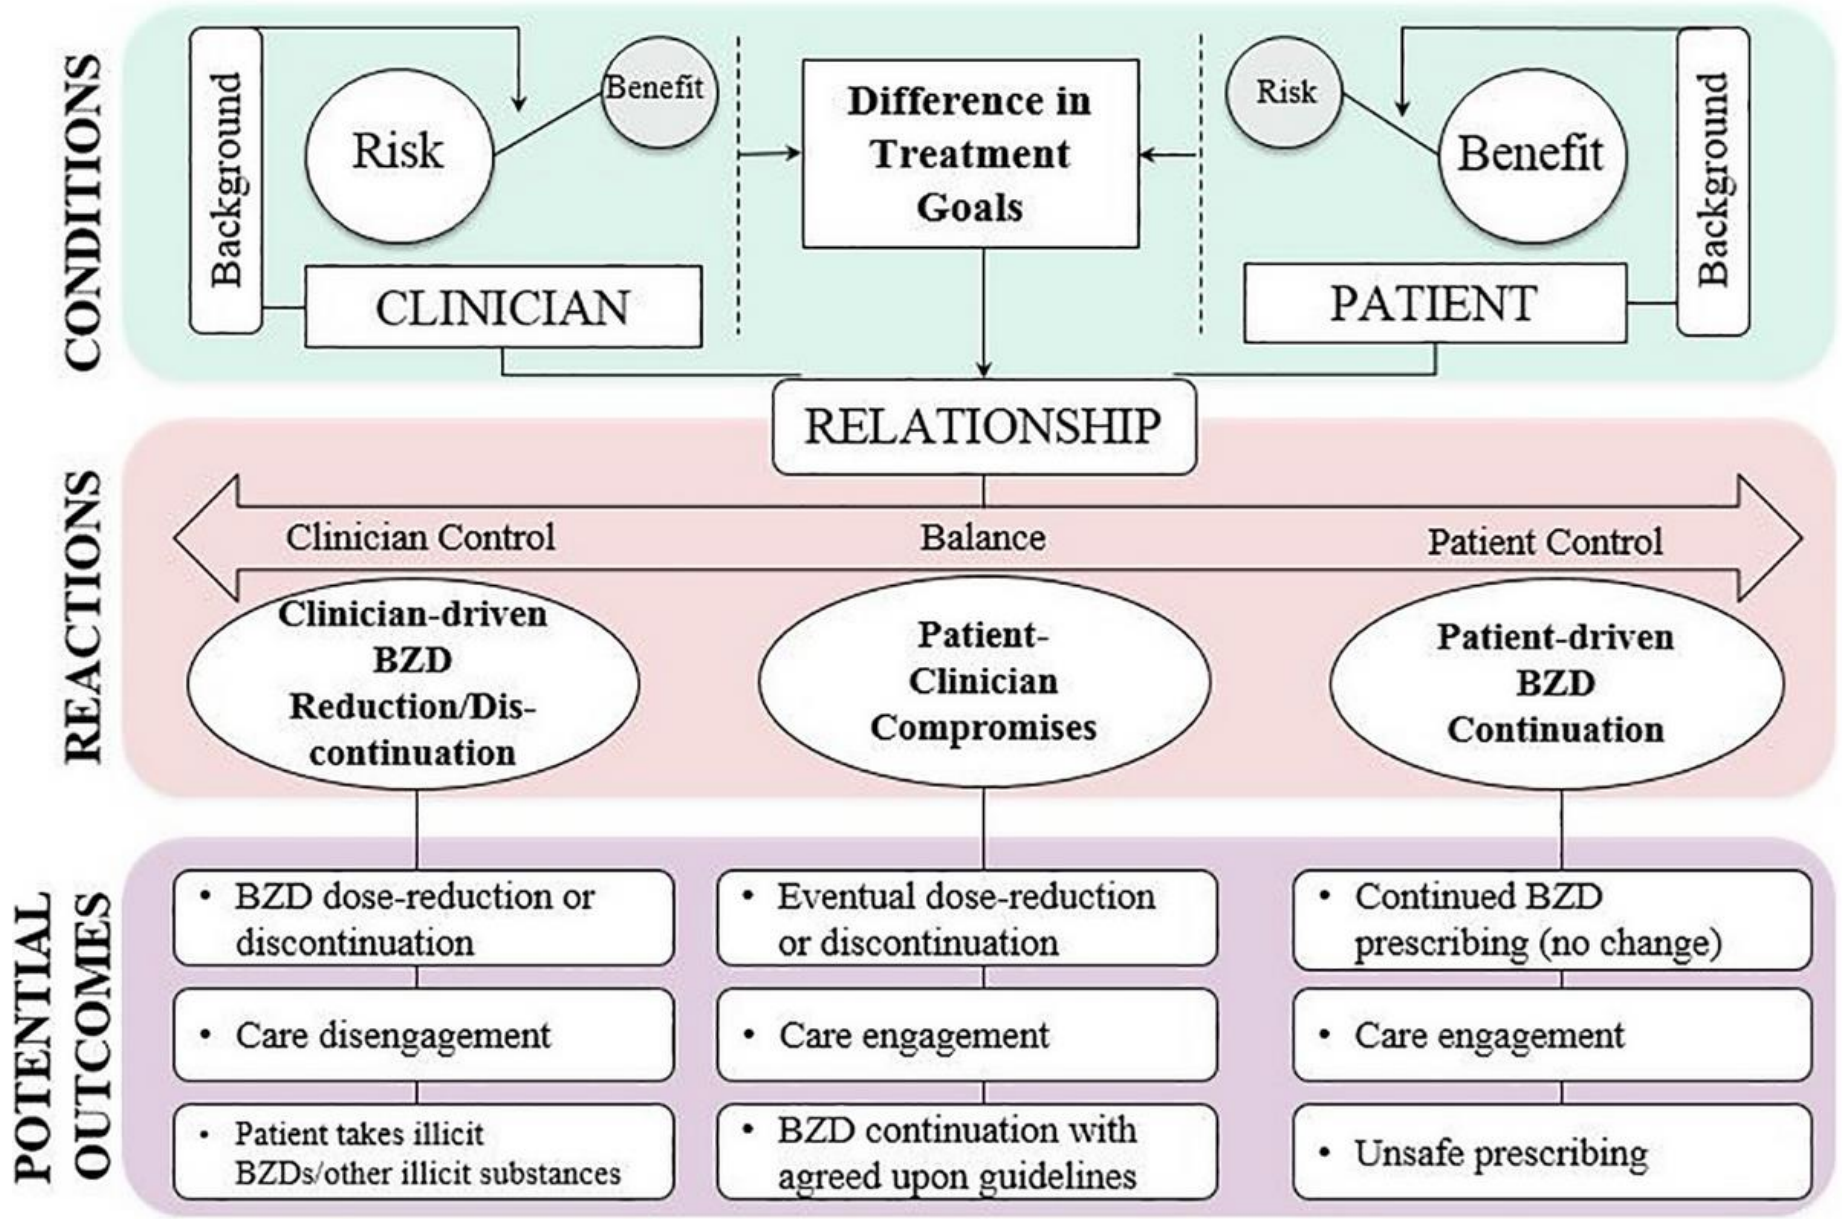 CONDITIONS
Background
Risk
Benefit
CLINICIAN
Difference in
Treatment
Goals
Risk
Benefit
Background
PATIENT
RELATIONSHIP
REACTIONS
Clinician Control
Balance
Patient Control
Clinician-driven
BZD
Reduction/Dis-
continuation
Patient-
Clinician
Compromises
Patient-driven
BZD
Continuation
POTENTIAL
OUTCOMES
• BZD dose-reduction or
discontinuation
• Care disengagement
• Patient takes illicit
BZDs/other illicit substances
• Eventual dose-reduction
or discontinuation
• Care engagement
• BZD continuation with
agreed upon guidelines
• Continued BZD
prescribing (no change)
• Care engagement
• Unsafe prescribing